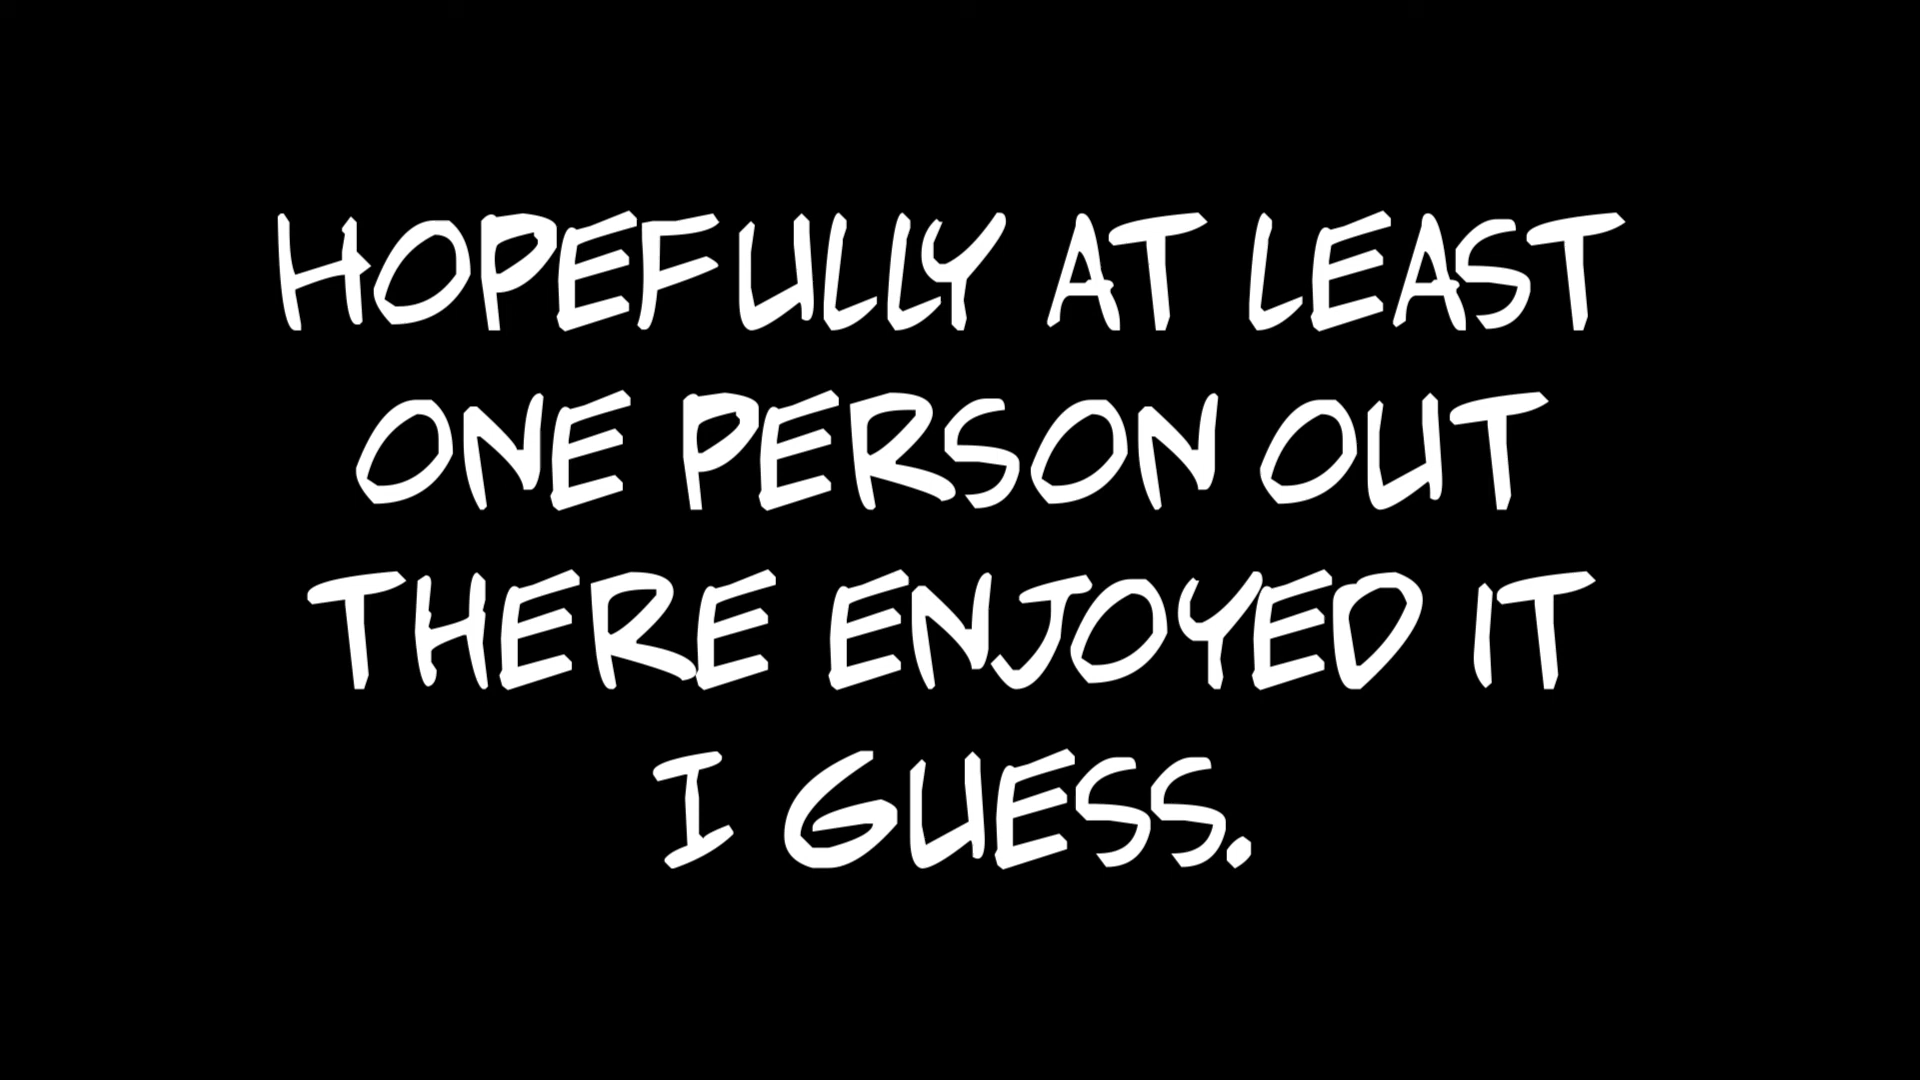 HOPEFULLY AT LEAST
ONE PERSON OUT
THERE ENJOYED IT
I GUESS.